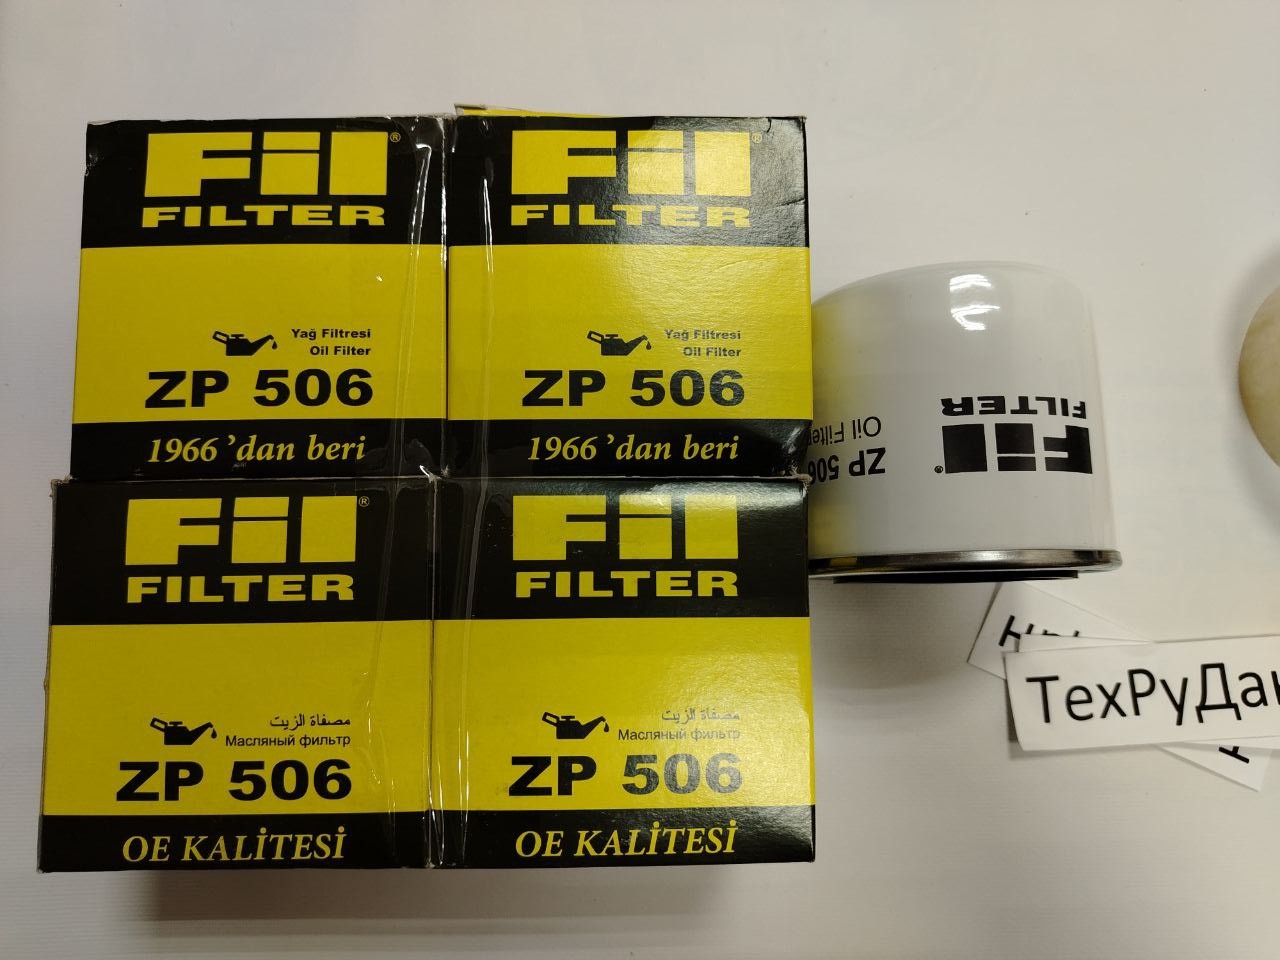 Fil®
FILTER
Yağ Filtresi
Oil Filter
ZP 506
1966 'dan beri
Fil®
FILTER
Yağ Filtresi
Oil Filter
ZP 506
1966 'dan beri
Fil®
FILTER
مصفاة الزيت
Масляный фильтр
ZP 506
OE KALİTESİ
Fil
FILTER
مصفاة الزيت
Масляный фильтр
ZP 506
OE KALİTESİ
Fil®
FILTER
ZP 506
Oil Filter
ТехРуДан